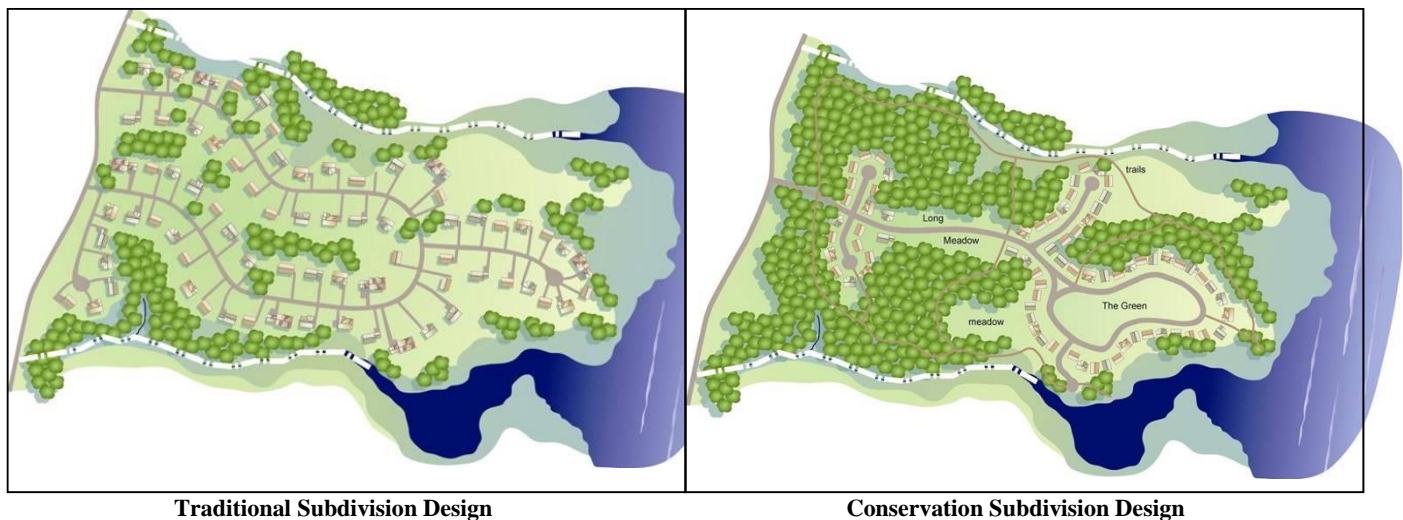 trails
Long
Meadow
The Green
meadow
Traditional Subdivision Design
Conservation Subdivision Design